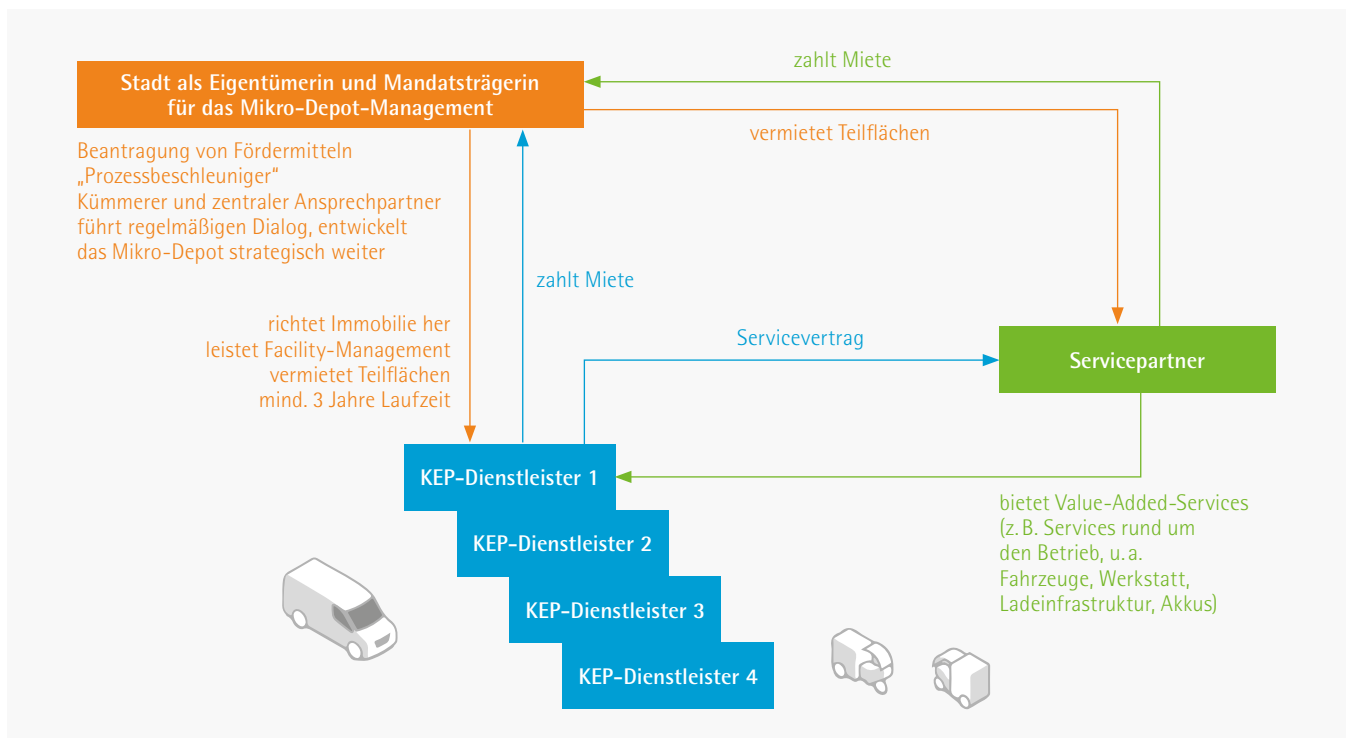 zahlt Miete
Stadt als Eigentümerin und Mandatsträgerin
für das Mikro-Depot-Management
vermietet Teilflächen
Beantragung von Fördermitteln
„Prozessbeschleuniger“
Kümmerer und zentraler Ansprechpartner
führt regelmäßigen Dialog, entwickelt
das Mikro-Depot strategisch weiter
zahlt Miete
richtet Immobilie her
leistet Facility-Management
vermietet Teilflächen
mind. 3 Jahre Laufzeit
Servicevertrag
Servicepartner
KEP-Dienstleister 1
KEP-Dienstleister 2
KEP-Dienstleister 3
KEP-Dienstleister 4
bietet Value-Added-Services
(z. B. Services rund um
den Betrieb, u. a.
Fahrzeuge, Werkstatt,
Ladeinfrastruktur, Akkus)